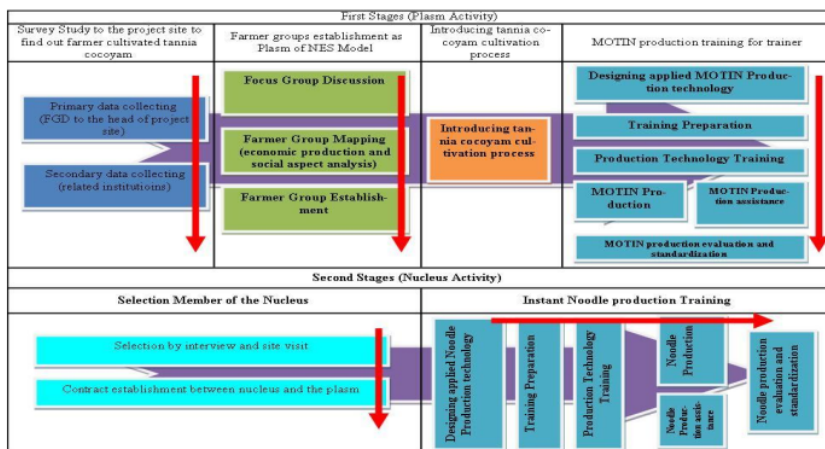 First Stages (Plasm Activity)
Survey Study to the project site to
find out farmer cultivated tannia
cocoyam
Farmer groups establishment as
Plasm of NES Model
Introducing tannia co-
coyam cultivation
process
MOTIN production training for trainer
Primary data collecting
(FGD to the head of project
site)
Secondary data collecting
(related institutioins)
Focus Group Discussion
Farmer Group Mapping
(economic production and
social aspect analysis)
Farmer Group Establish-
ment
Introducing tan-
nia cocoyam cul-
tivation process
Designing applied MOTIN Produc-
tion technology
Training Preparation
Production Technology Training
MOTIN Pro-
duction
MOTIN Produc-
tion assistance
MOTIN production evaluation and
standardization
Second Stages (Nucleus Activity)
Selection Member of the Nucleus
Instant Noodle production Training
Selection by interview and site visit
Contract establishment between nucleus and the plasm
Designing applied Noodle
Production technology
Training Preparation
Production Technology
Training
Noodle
Production
Noodle
Produc-
tion assis-
tance
Noodle production
evaluation and
standardization